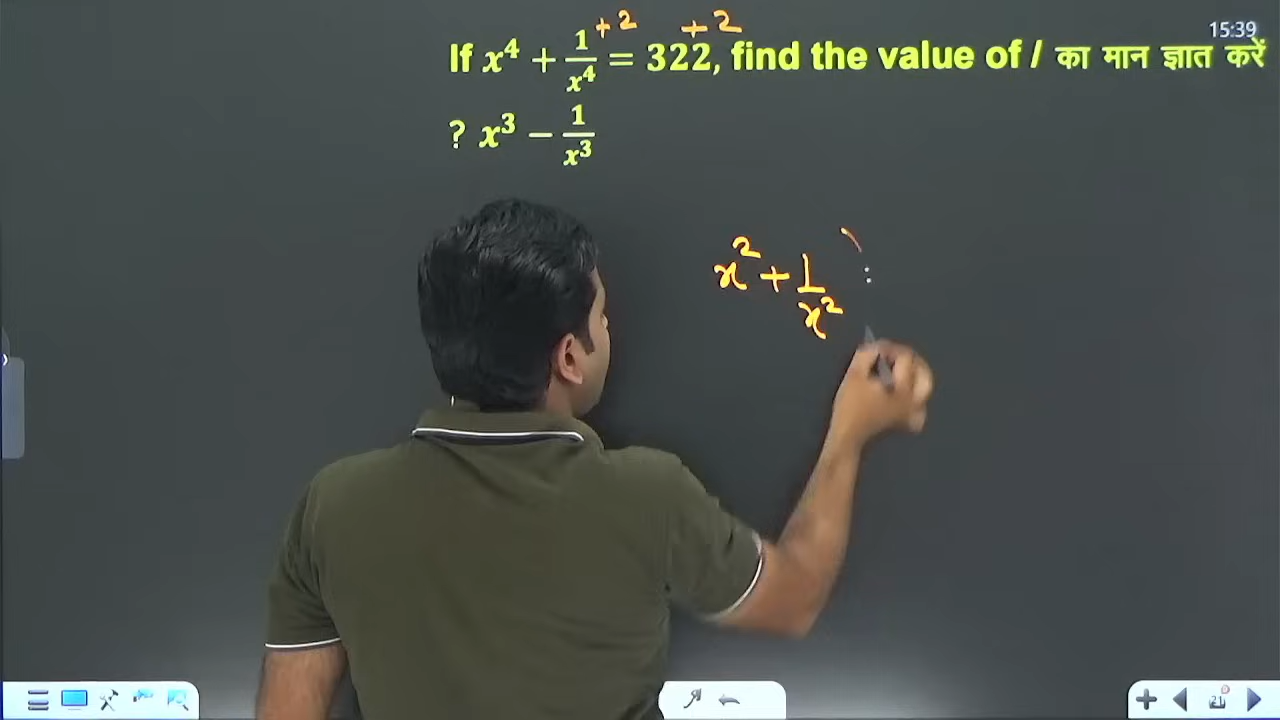 15:39
+2 +2
If x⁴ + 1/x⁴ = 322, find the value of / का मान ज्ञात करें
? x³ − 1/x³
x² + 1/x²